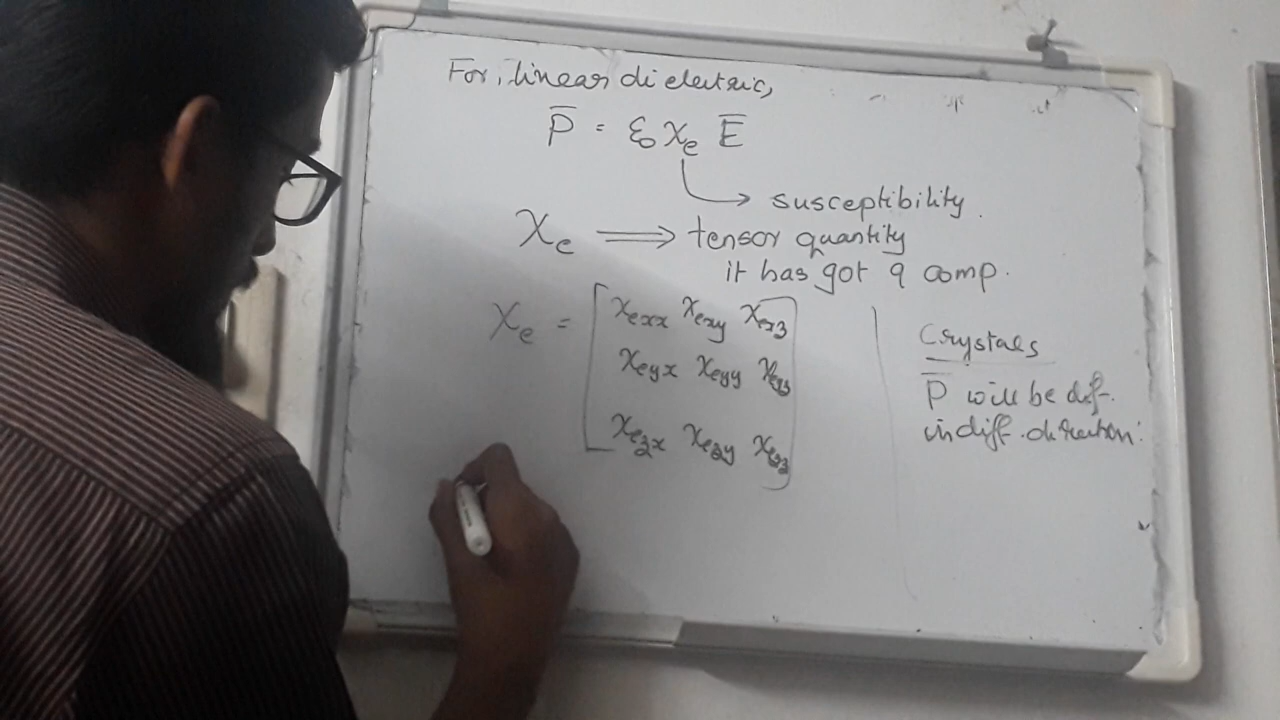 For, linear dielectric,
P̅ = ε₀ χₑ E̅
→ susceptibility.
χₑ ⟹ tensor quantity
it has got 9 comp.
χₑ = [ χₑxx χₑxy χₑxz
χₑyx χₑyy χₑyz
χₑzx χₑzy χₑzz ]
Crystals
P̅ will be dif.
in diff. direction.